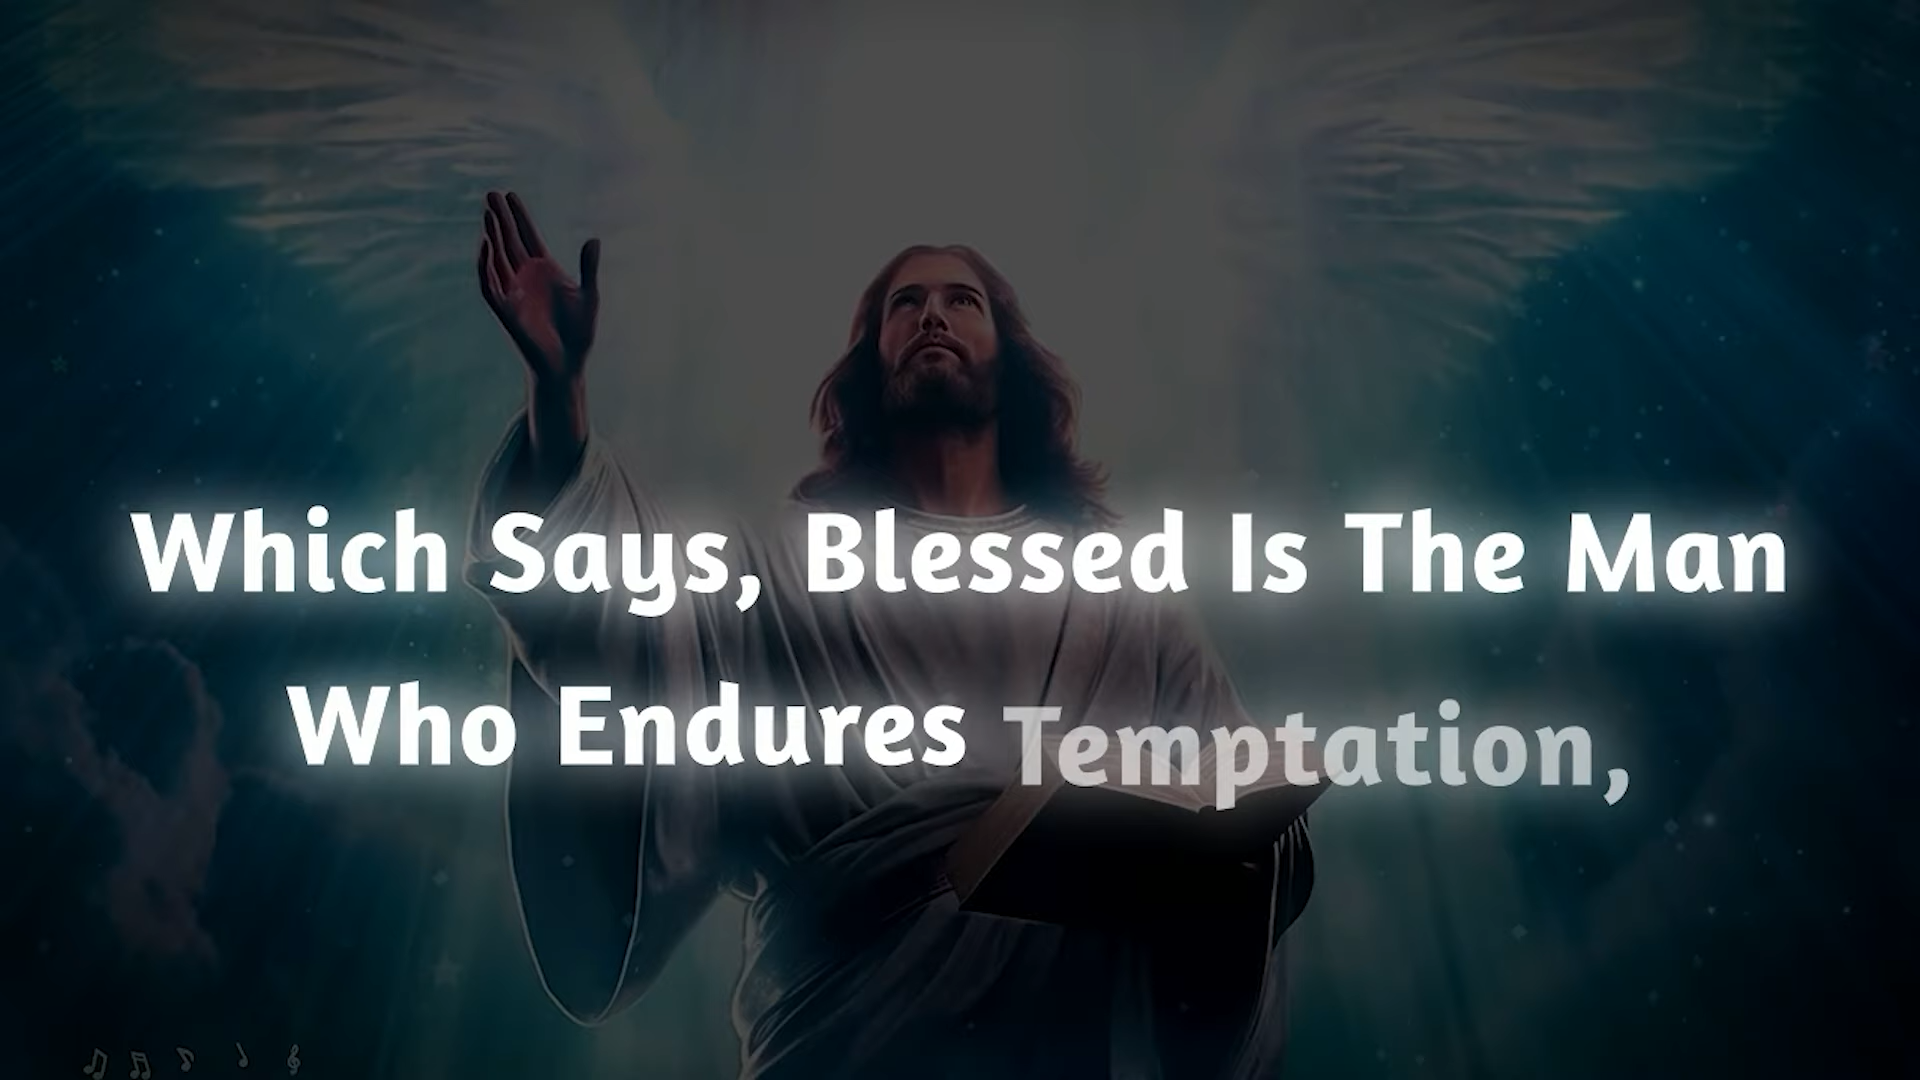 Which Says, Blessed Is The Man
Who Endures Temptation,